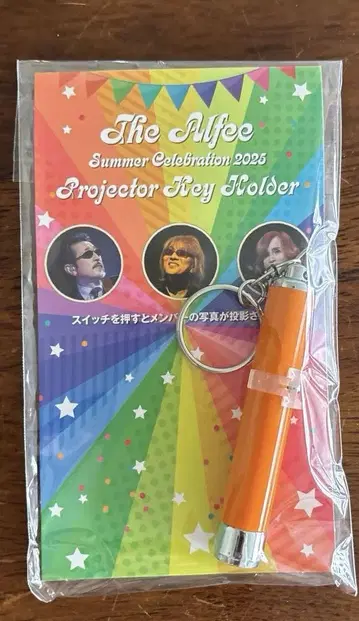 The Alfee
Summer Celebration 2025
Projector Key Holder
スイッチを押すとメンバーの写真が投影さ